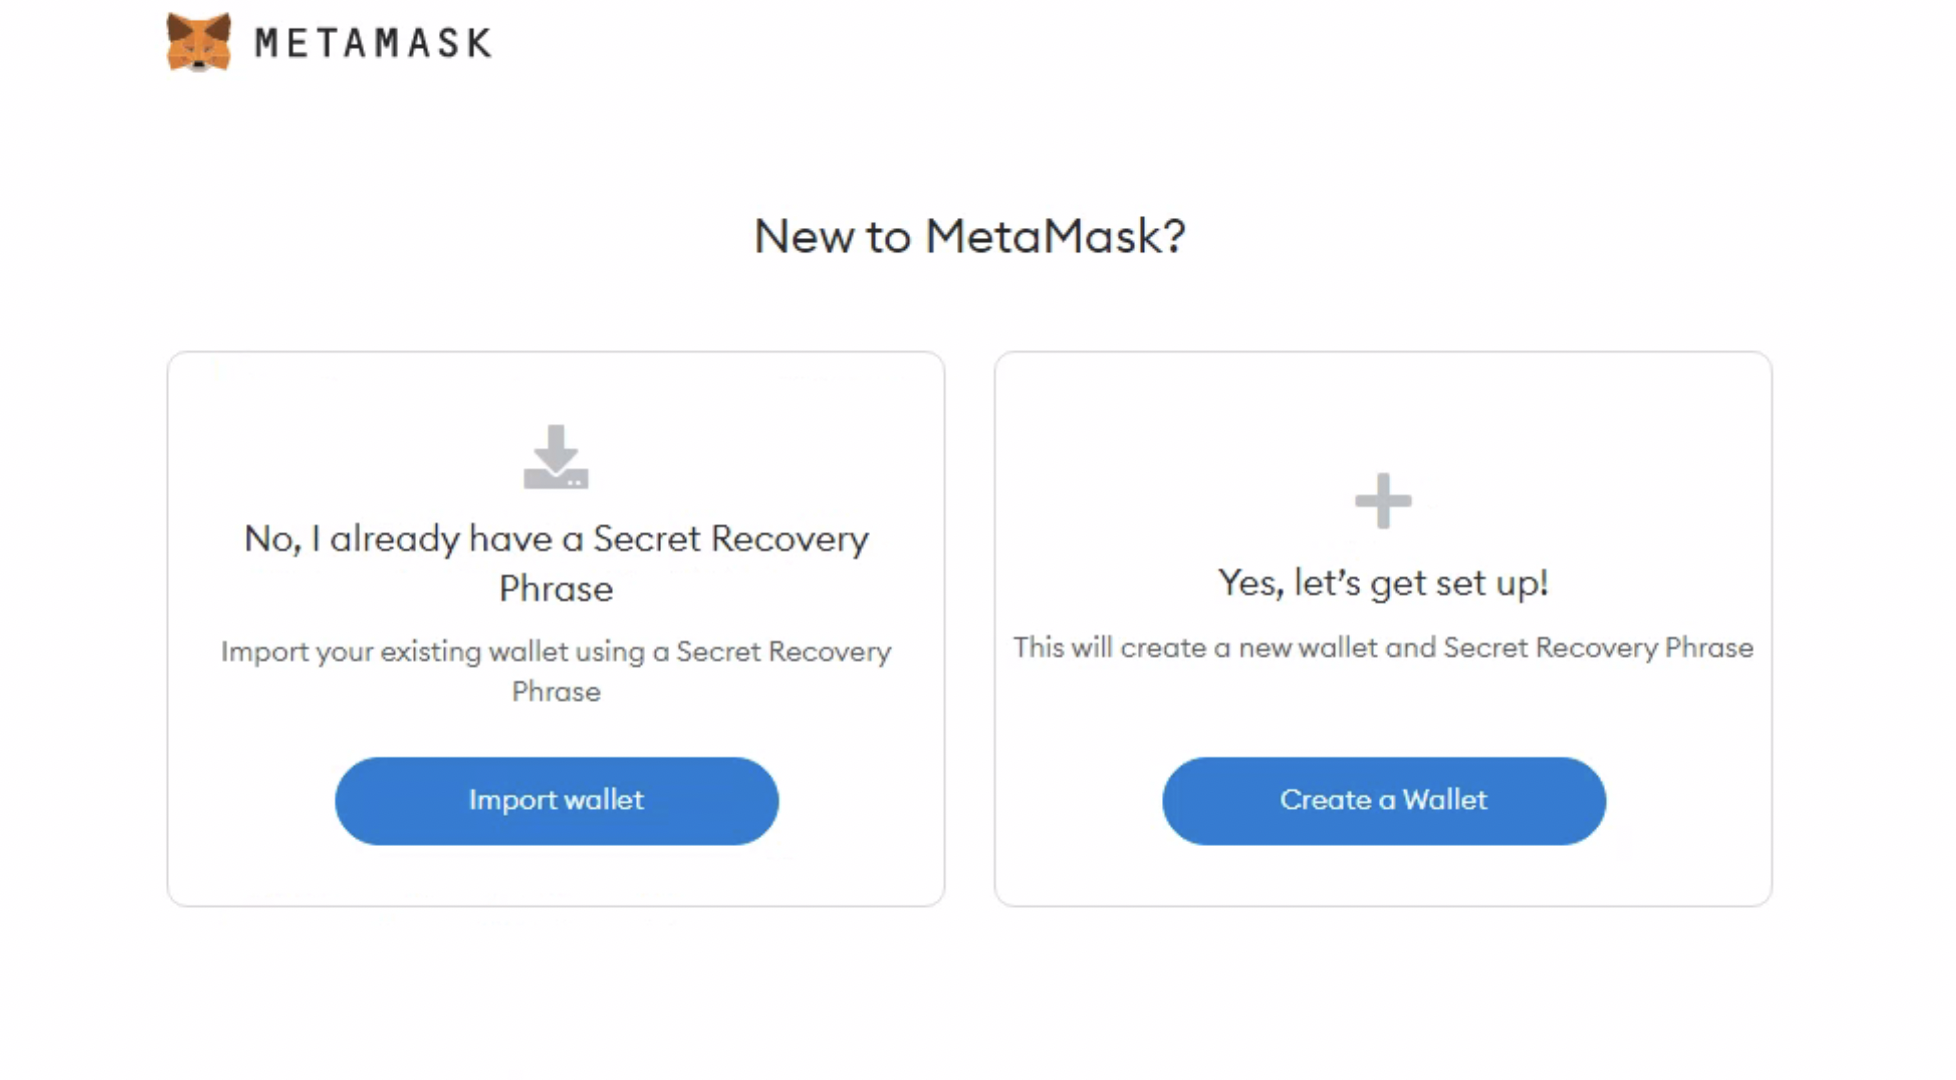 METAMASK
New to MetaMask?
No, I already have a Secret Recovery
Phrase
Import your existing wallet using a Secret Recovery
Phrase
Import wallet
Yes, let’s get set up!
This will create a new wallet and Secret Recovery Phrase
Create a Wallet